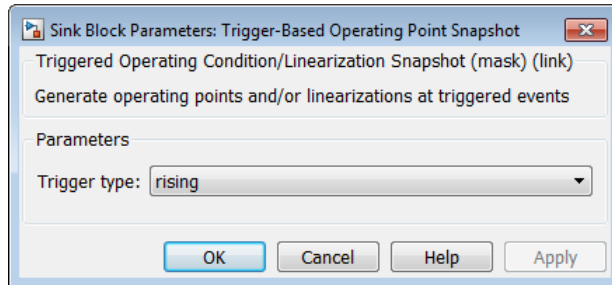 Sink Block Parameters: Trigger-Based Operating Point Snapshot
Triggered Operating Condition/Linearization Snapshot (mask) (link)
Generate operating points and/or linearizations at triggered events
Parameters
Trigger type: rising
OK Cancel Help Apply